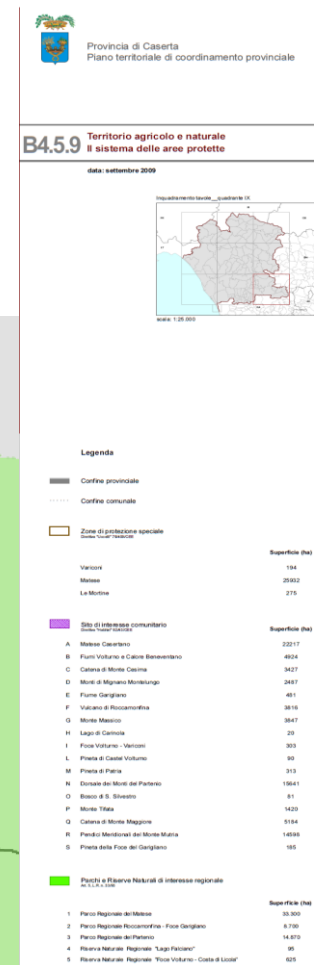 Provincia di Caserta
Piano territoriale di coordinamento provinciale
B4.5.9
Territorio agricolo e naturale
Il sistema delle aree protette
data: settembre 2009
Inquadramento tavole__quadrante IX
scala: 1:25.000
Legenda
Confine provinciale
Confine comunale
Zone di protezione speciale
Superficie (ha)
Variconi 194
Matese 25932
Le Mortine 275
Sito di interesse comunitario
Superficie (ha)
A Matese Casertano 22217
B Fiumi Volturno e Calore Beneventano 4924
C Catena di Monte Cesima 3427
D Monti di Mignano Montelungo 2487
E Fiume Garigliano 481
F Vulcano di Roccamonfina 3816
G Monte Massico 3847
H Lago di Carinola 20
I Foce Volturno - Variconi 303
L Pineta di Castel Volturno 90
M Pineta di Patria 313
N Dorsale dei Monti del Partenio 15641
O Bosco di S. Silvestro 81
P Monte Tifata 1420
Q Catena di Monte Maggiore 5184
R Pendici Meridionali del Monte Mutria 14598
S Pineta della Foce del Garigliano 185
Parchi e Riserve Naturali di interesse regionale
Superficie (ha)
1 Parco Regionale del Matese 33.300
2 Parco Regionale Roccamonfina - Foce Garigliano 8.700
3 Parco Regionale del Partenio 14.870
4 Riserva Naturale Regionale "Lago Falciano" 95
5 Riserva Naturale Regionale "Foce Volturno - Costa di Licola" 625